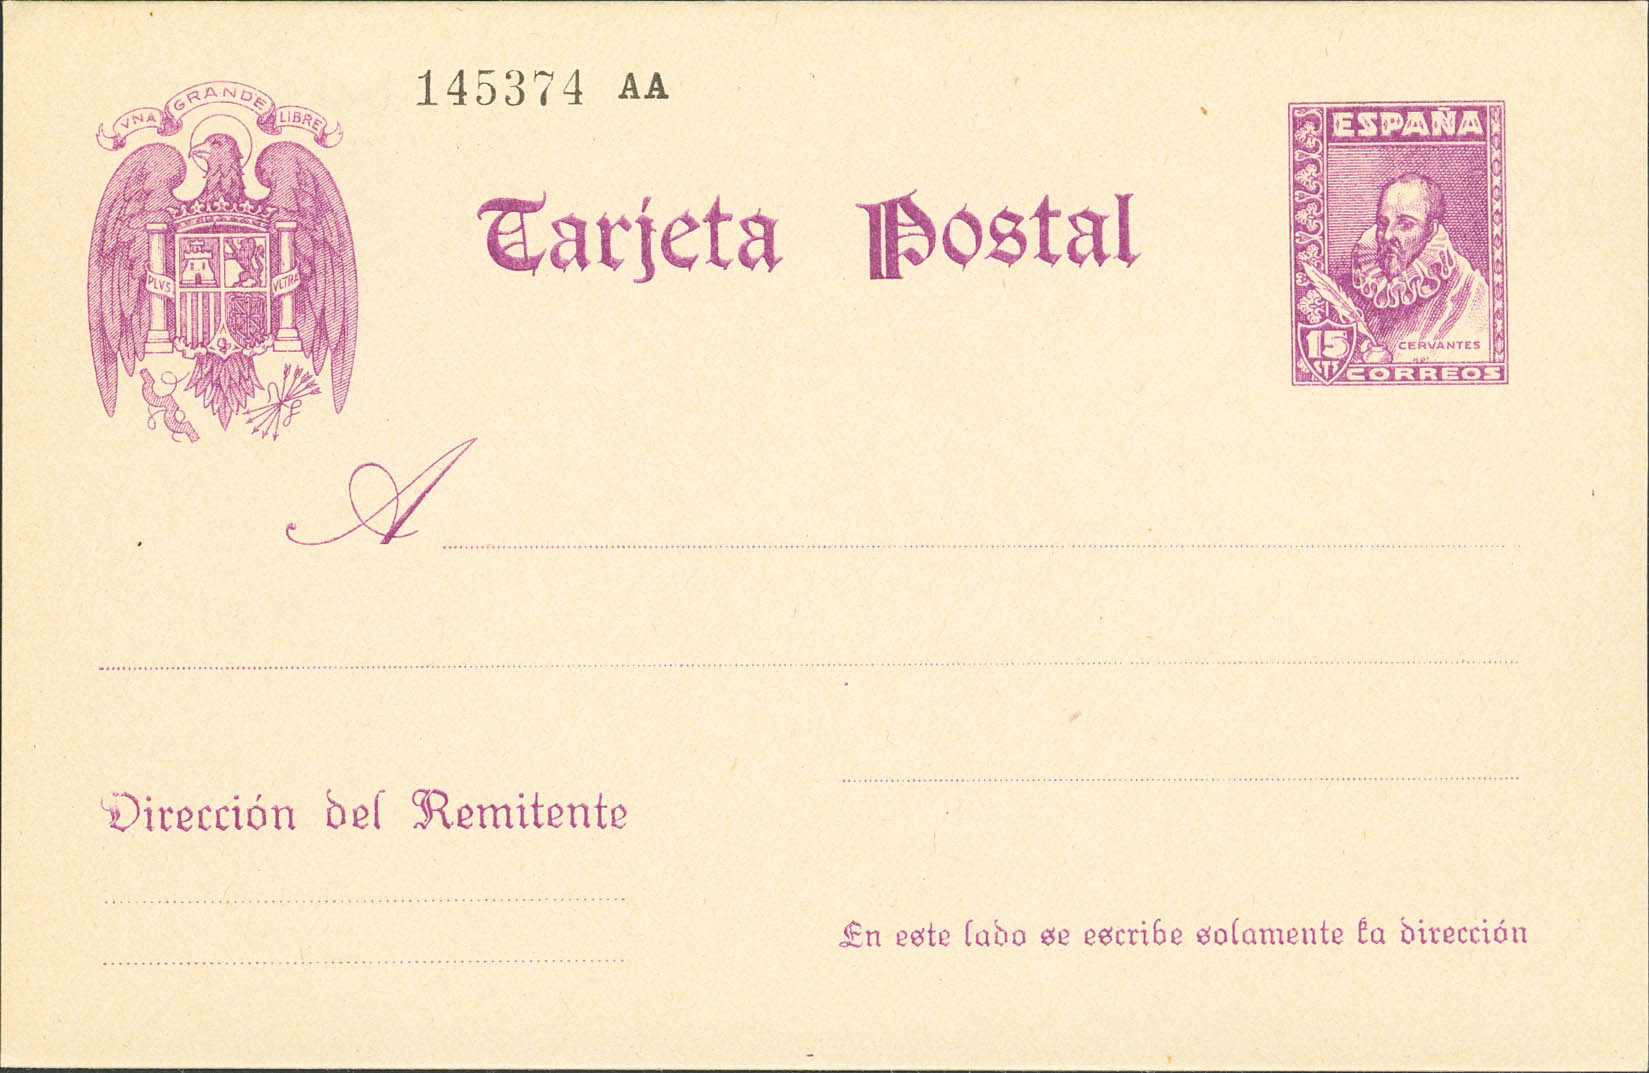 145374 AA
VNA GRANDE LIBRE
ESPAÑA
Tarjeta Postal
PLVS VLTRA
15
CTS
CERVANTES
CORREOS
A
Dirección del Remitente
En este lado se escribe solamente la dirección